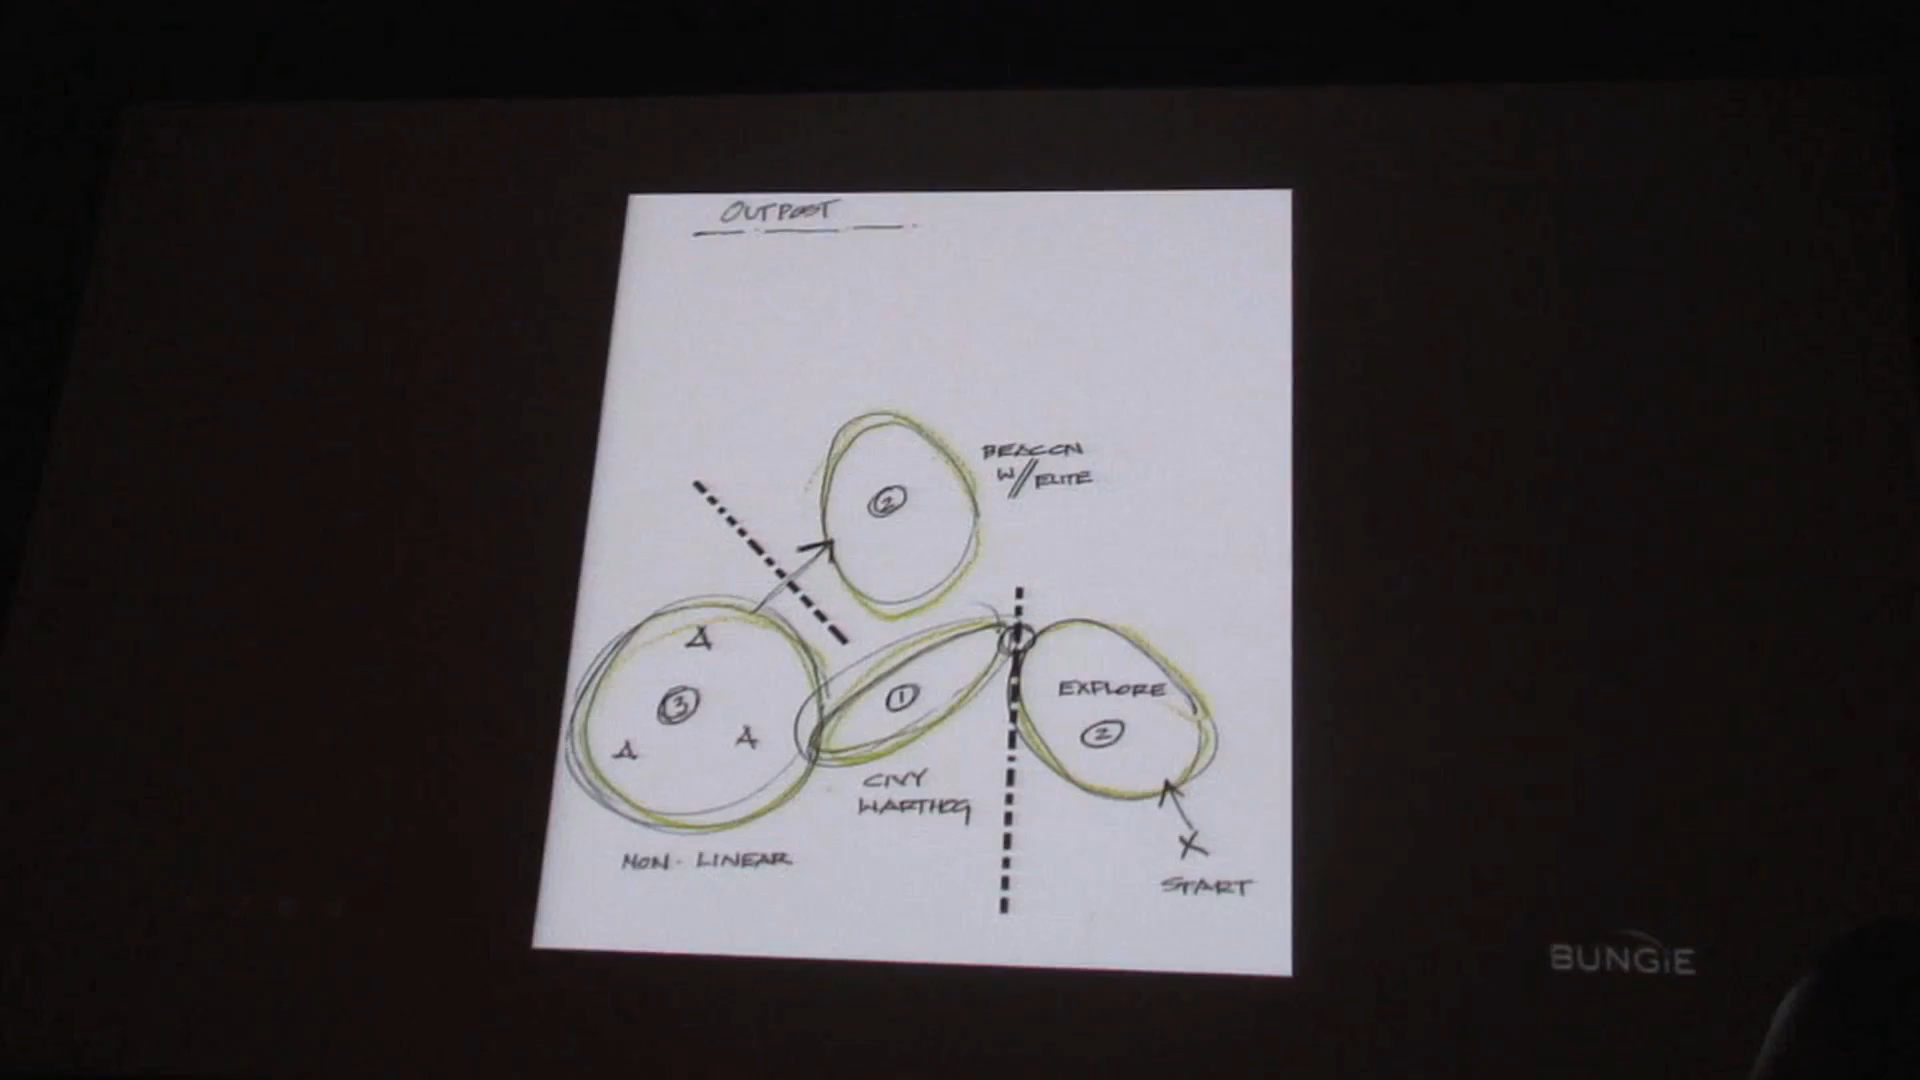 OUTPOST
BEACON
W// ELITE
2
3
1
EXPLORE
2
CIVY
WARTHOG
NON-LINEAR
X
START
BUNGiE